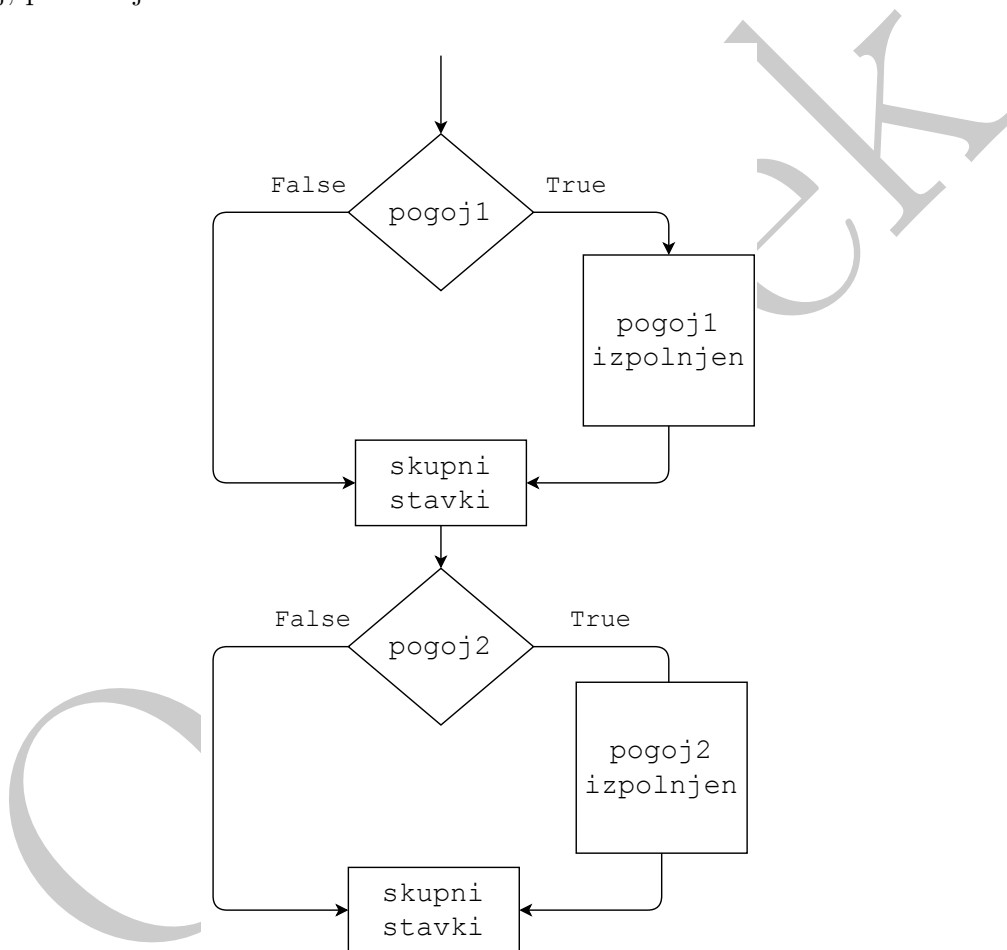 False
True
pogoj1
pogoj1
izpolnjen
skupni
stavki
False
True
pogoj2
pogoj2
izpolnjen
skupni
stavki